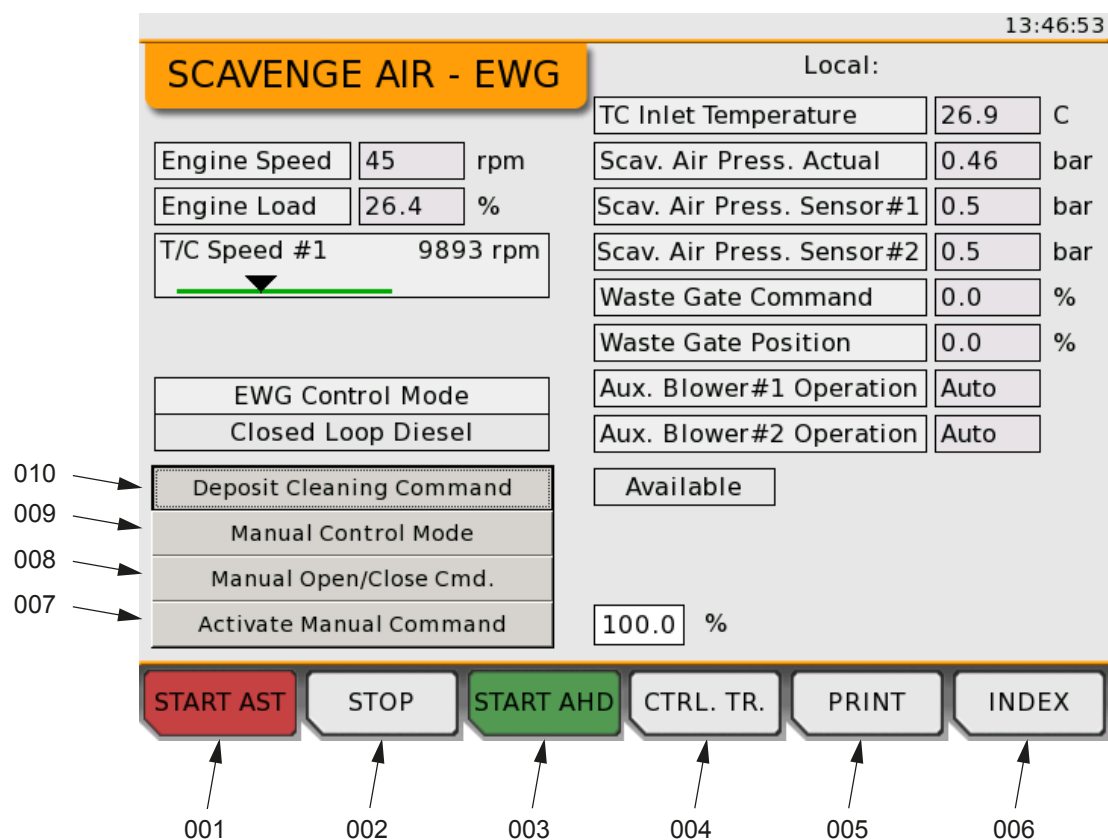 13:46:53
SCAVENGE AIR - EWG
Local:
TC Inlet Temperature 26.9 C
Engine Speed 45 rpm
Scav. Air Press. Actual 0.46 bar
Engine Load 26.4 %
Scav. Air Press. Sensor#1 0.5 bar
T/C Speed #1 9893 rpm
Scav. Air Press. Sensor#2 0.5 bar
Waste Gate Command 0.0 %
Waste Gate Position 0.0 %
EWG Control Mode
Aux. Blower#1 Operation Auto
Closed Loop Diesel
Aux. Blower#2 Operation Auto
010 Deposit Cleaning Command Available
009 Manual Control Mode
008 Manual Open/Close Cmd.
007 Activate Manual Command 100.0 %
START AST STOP START AHD CTRL. TR. PRINT INDEX
001 002 003 004 005 006